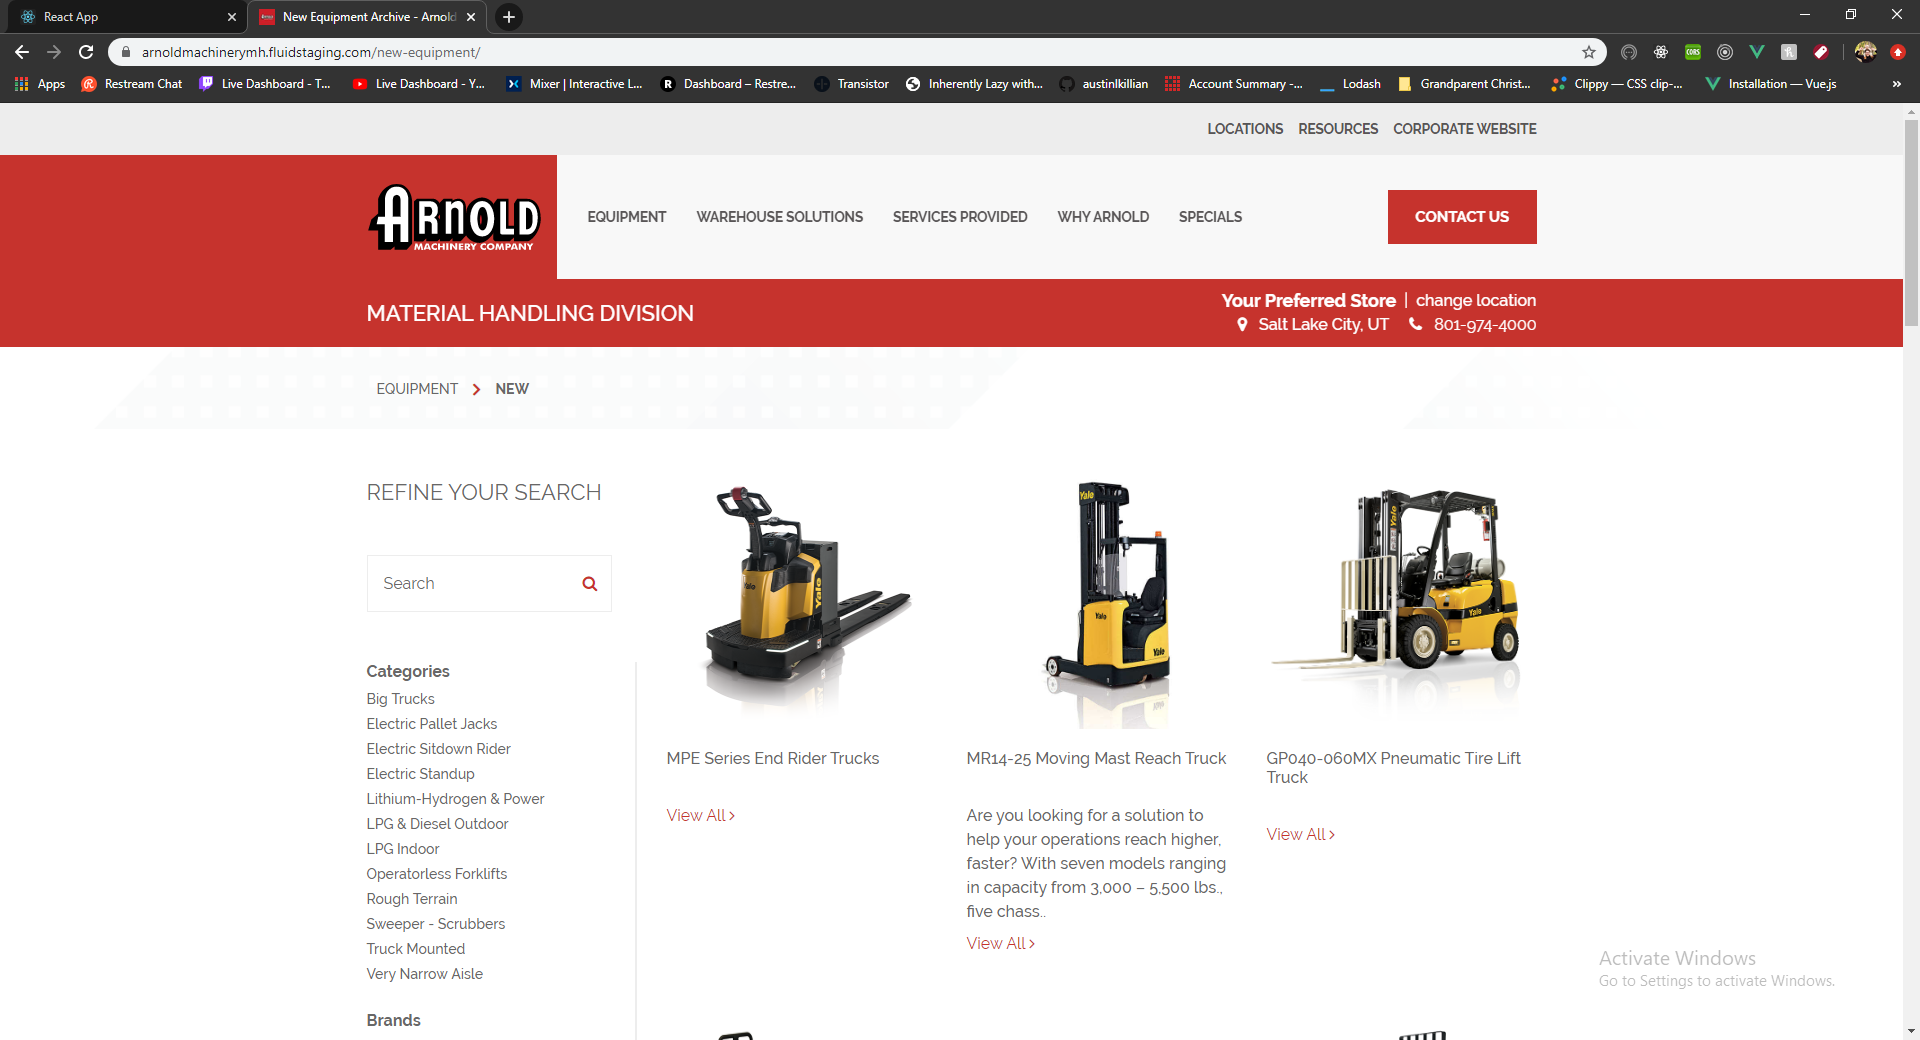 React App
New Equipment Archive - Arnold
arnoldmachinerymh.fluidstaging.com/new-equipment/
Apps
Restream Chat
Live Dashboard - T...
Live Dashboard - Y...
Mixer | Interactive L...
Dashboard – Restre...
Transistor
Inherently Lazy with...
austinlkillian
Account Summary -...
Lodash
Grandparent Christ...
Clippy — CSS clip-...
Installation — Vue.js
»
LOCATIONS
RESOURCES
CORPORATE WEBSITE
ARNOLD
MACHINERY COMPANY
EQUIPMENT
WAREHOUSE SOLUTIONS
SERVICES PROVIDED
WHY ARNOLD
SPECIALS
CONTACT US
MATERIAL HANDLING DIVISION
Your Preferred Store | change location
Salt Lake City, UT 801-974-4000
EQUIPMENT > NEW
REFINE YOUR SEARCH
Search
Categories
Big Trucks
Electric Pallet Jacks
Electric Sitdown Rider
Electric Standup
Lithium-Hydrogen & Power
LPG & Diesel Outdoor
LPG Indoor
Operatorless Forklifts
Rough Terrain
Sweeper - Scrubbers
Truck Mounted
Very Narrow Aisle
Brands
Yale
Yale
MPE Series End Rider Trucks
View All >
Yale
Yale
Yale
MR14-25 Moving Mast Reach Truck
Are you looking for a solution to
help your operations reach higher,
faster? With seven models ranging
in capacity from 3,000 – 5,500 lbs.,
five chass..
View All >
Yale
Yale
GP040-060MX Pneumatic Tire Lift
Truck
View All >
Activate Windows
Go to Settings to activate Windows.